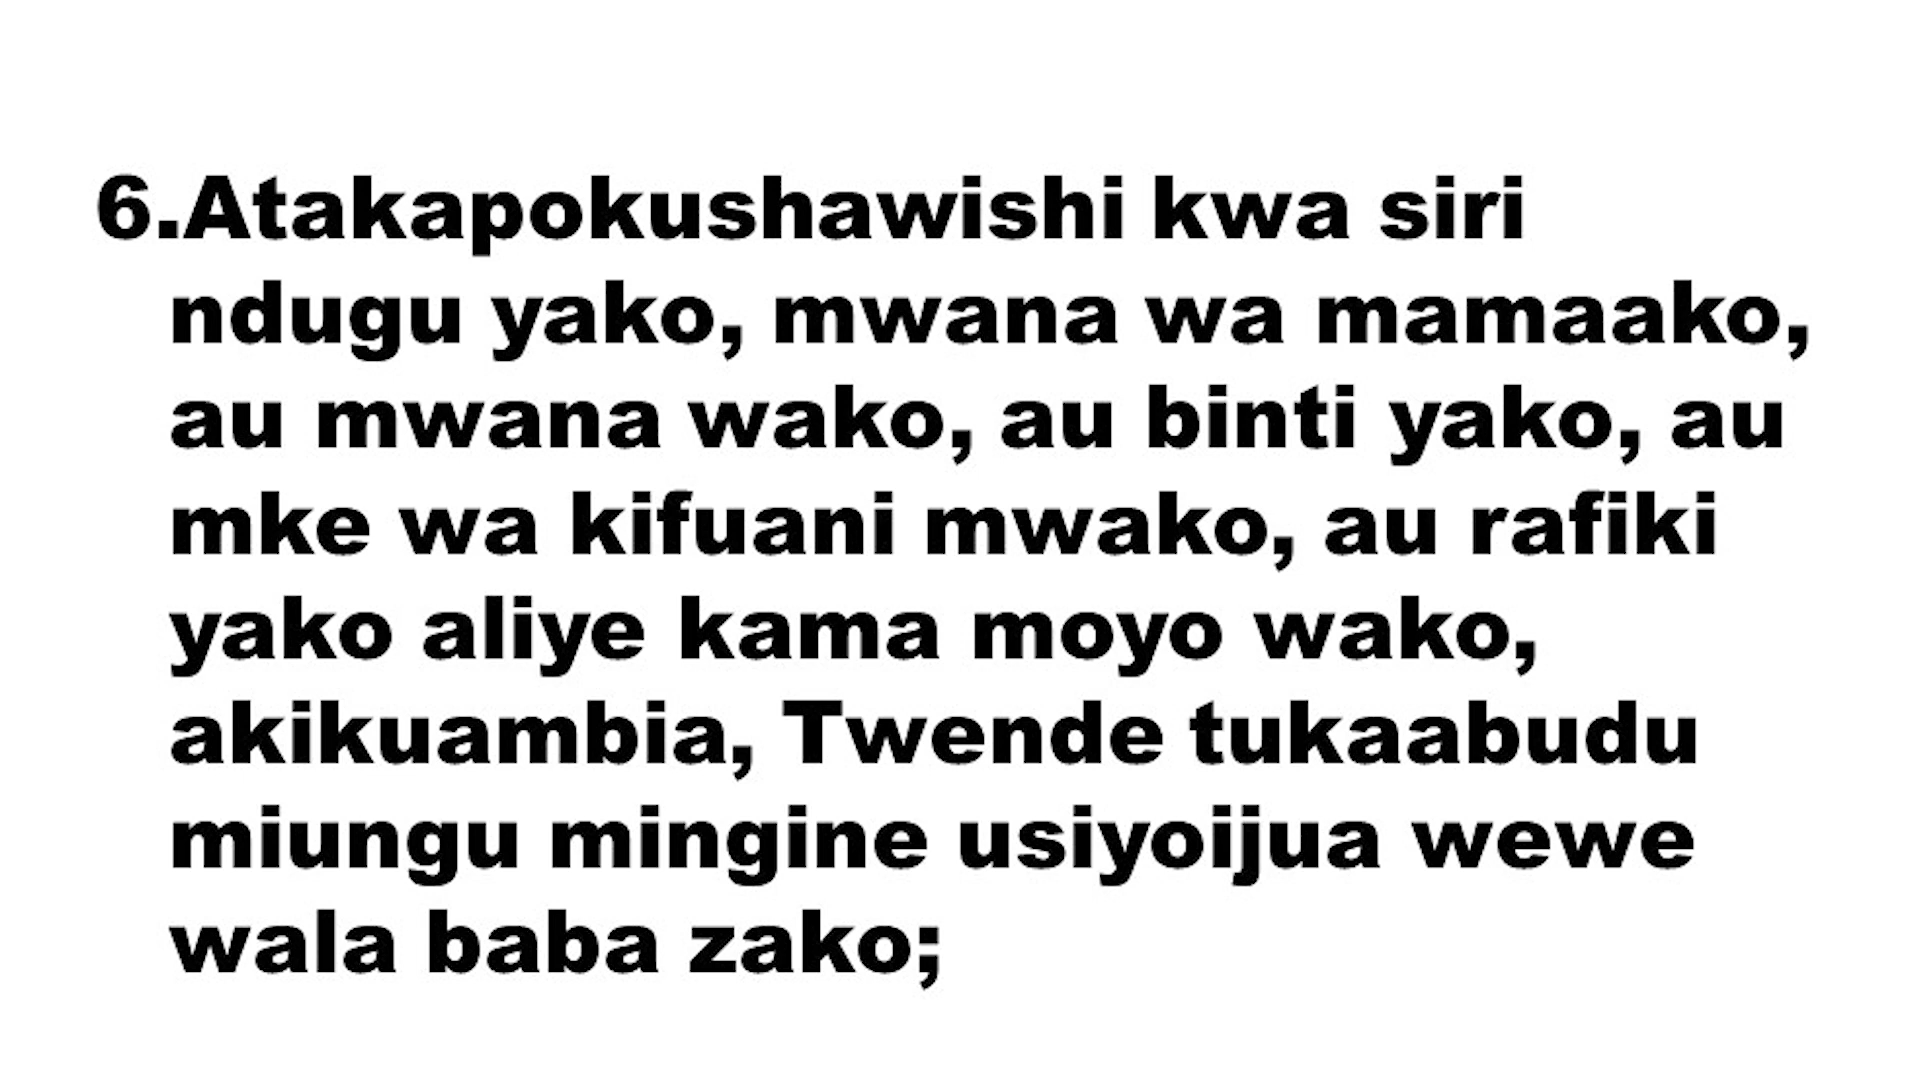 6.Atakapokushawishi kwa siri
ndugu yako, mwana wa mamaako,
au mwana wako, au binti yako, au
mke wa kifuani mwako, au rafiki
yako aliye kama moyo wako,
akikuambia, Twende tukaabudu
miungu mingine usiyoijua wewe
wala baba zako;